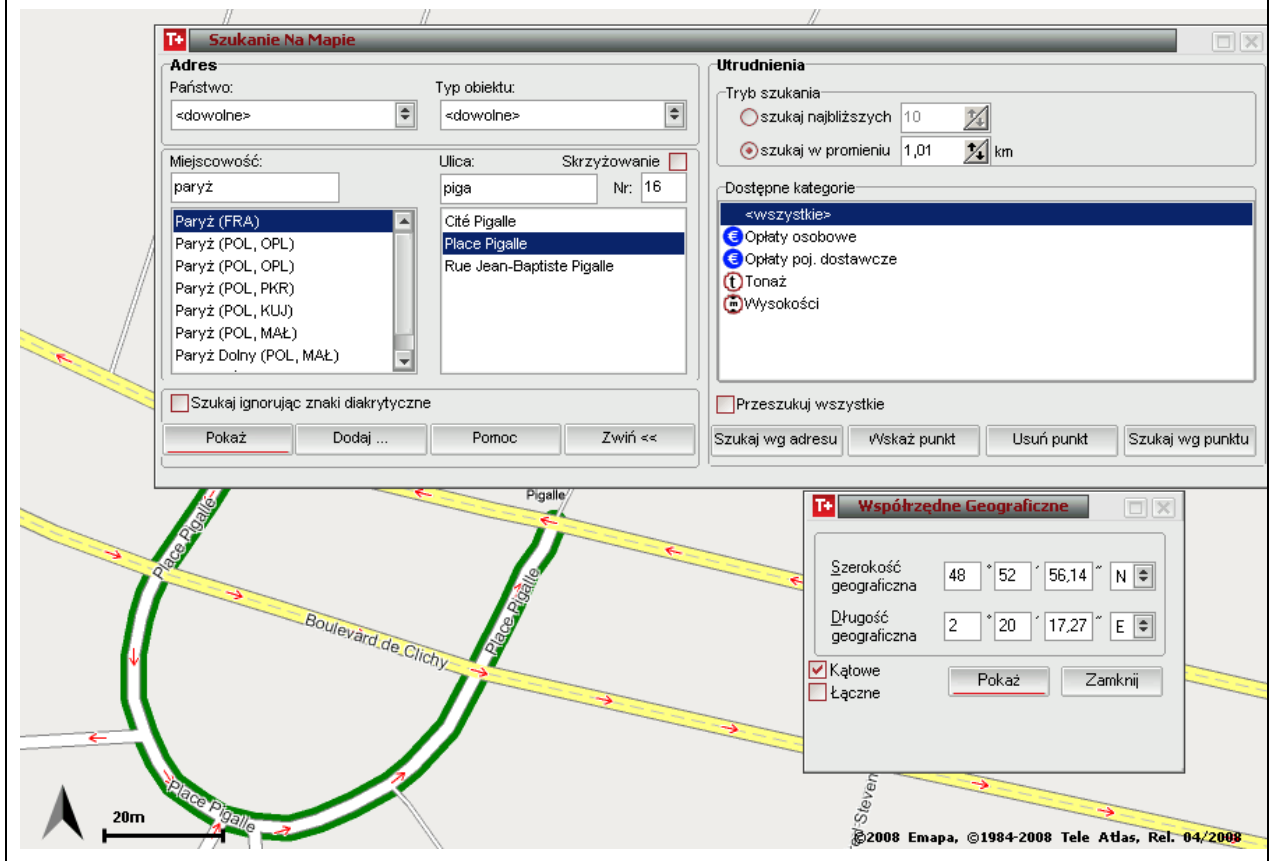 T+ Szukanie Na Mapie
Adres
Państwo:
Typ obiektu:
<dowolne>
<dowolne>
Miejscowość:
paryż
Paryż (FRA)
Paryż (POL, OPL)
Paryż (POL, OPL)
Paryż (POL, PKR)
Paryż (POL, KUJ)
Paryż (POL, MAŁ)
Paryż Dolny (POL, MAŁ)
Ulica:
Skrzyżowanie
piga
Nr: 16
Cité Pigalle
Place Pigalle
Rue Jean-Baptiste Pigalle
Szukaj ignorując znaki diakrytyczne
Pokaż
Dodaj ...
Pomoc
Zwiń <<
Utrudnienia
Tryb szukania
szukaj najbliższych 10
szukaj w promieniu 1,01 km
Dostępne kategorie
<wszystkie>
€ Opłaty osobowe
€ Opłaty poj. dostawcze
t Tonaż
m Wysokości
Przeszukuj wszystkie
Szukaj wg adresu
Wskaż punkt
Usuń punkt
Szukaj wg punktu
Pigalle
Place Pigalle
Place Pigalle
Boulevard de Clichy
Place Pigalle
T+ Współrzędne Geograficzne
Szerokość geograficzna
48 ° 52 ´ 56,14 ˝ N
Długość geograficzna
2 ° 20 ´ 17,27 ˝ E
Kątowe
Łączne
Pokaż
Zamknij
20m
©2008 Emapa, ©1984-2008 Tele Atlas, Rel. 04/2008